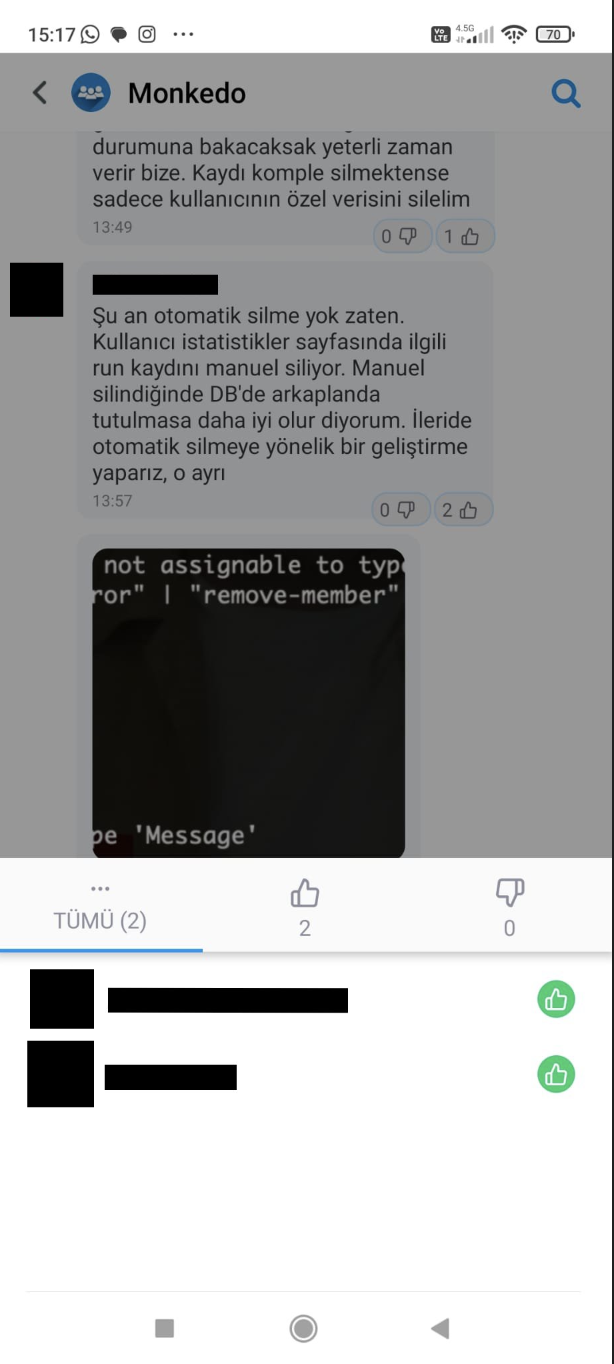 15:17
Vo LTE
4.5G
70
Monkedo
durumuna bakacaksak yeterli zaman
verir bize. Kaydı komple silmektense
sadece kullanıcının özel verisini silelim
13:49
0
1
Şu an otomatik silme yok zaten.
Kullanıcı istatistikler sayfasında ilgili
run kaydını manuel siliyor. Manuel
silindiğinde DB'de arkaplanda
tutulmasa daha iyi olur diyorum. İleride
otomatik silmeye yönelik bir geliştirme
yaparız, o ayrı
13:57
0
2
not assignable to type
ror" | "remove-member"
pe 'Message'
TÜMÜ (2)
2
0